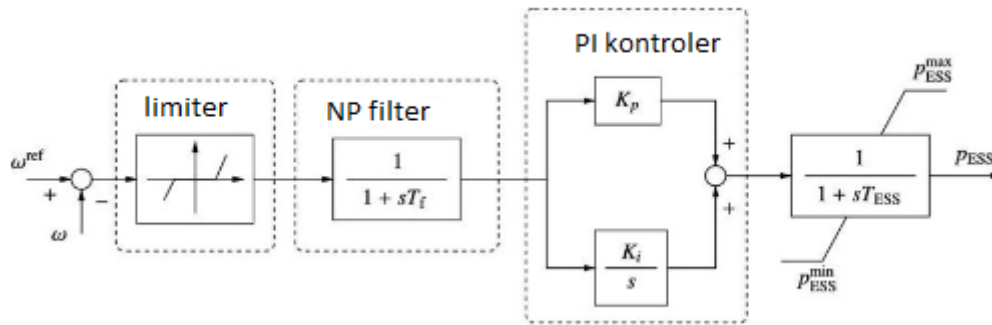 PI kontroler
limiter
NP filter
ω^ref
+
−
ω
1
1 + sT_f
K_p
K_i
s
+
+
p_ESS^max
1
1 + sT_ESS
p_ESS
p_ESS^min